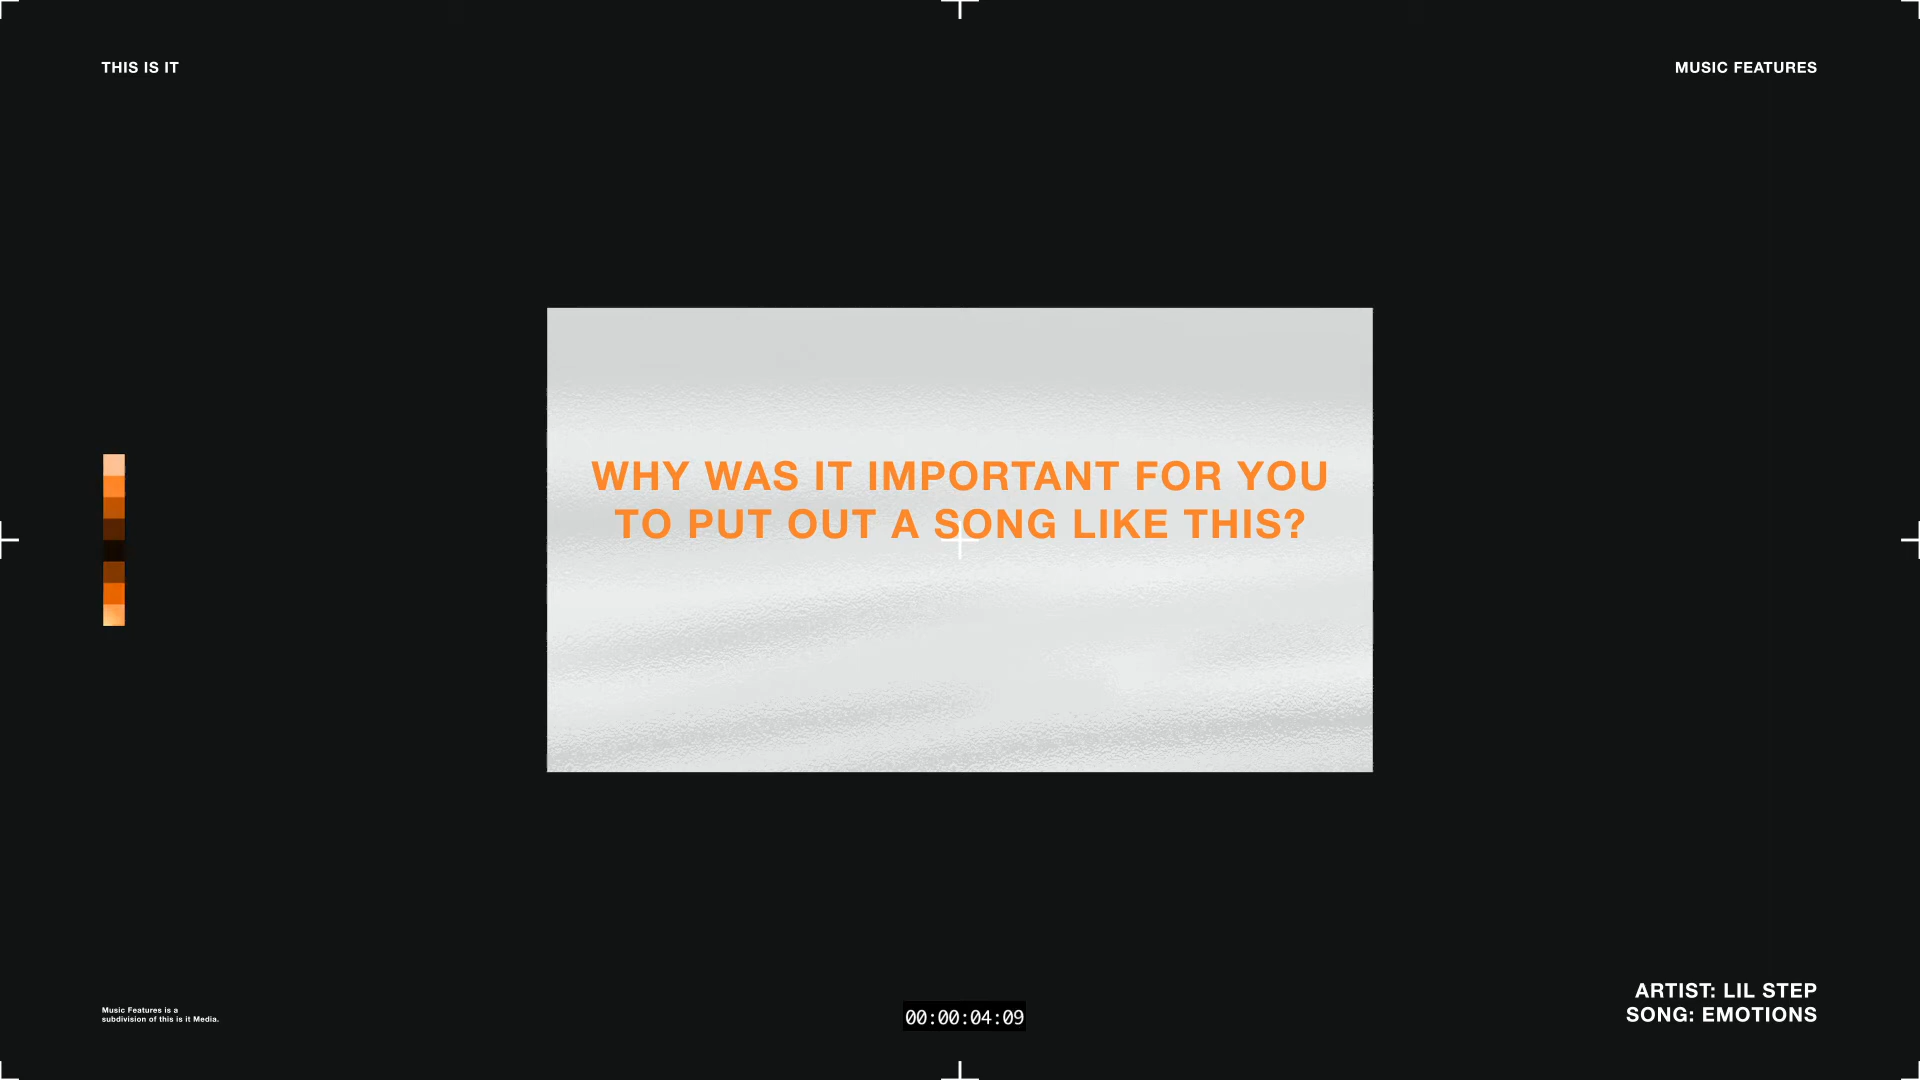 THIS IS IT
MUSIC FEATURES
WHY WAS IT IMPORTANT FOR YOU
TO PUT OUT A SONG LIKE THIS?
Music Features is a
subdivision of this is it Media.
00:00:04:09
ARTIST: LIL STEP
SONG: EMOTIONS